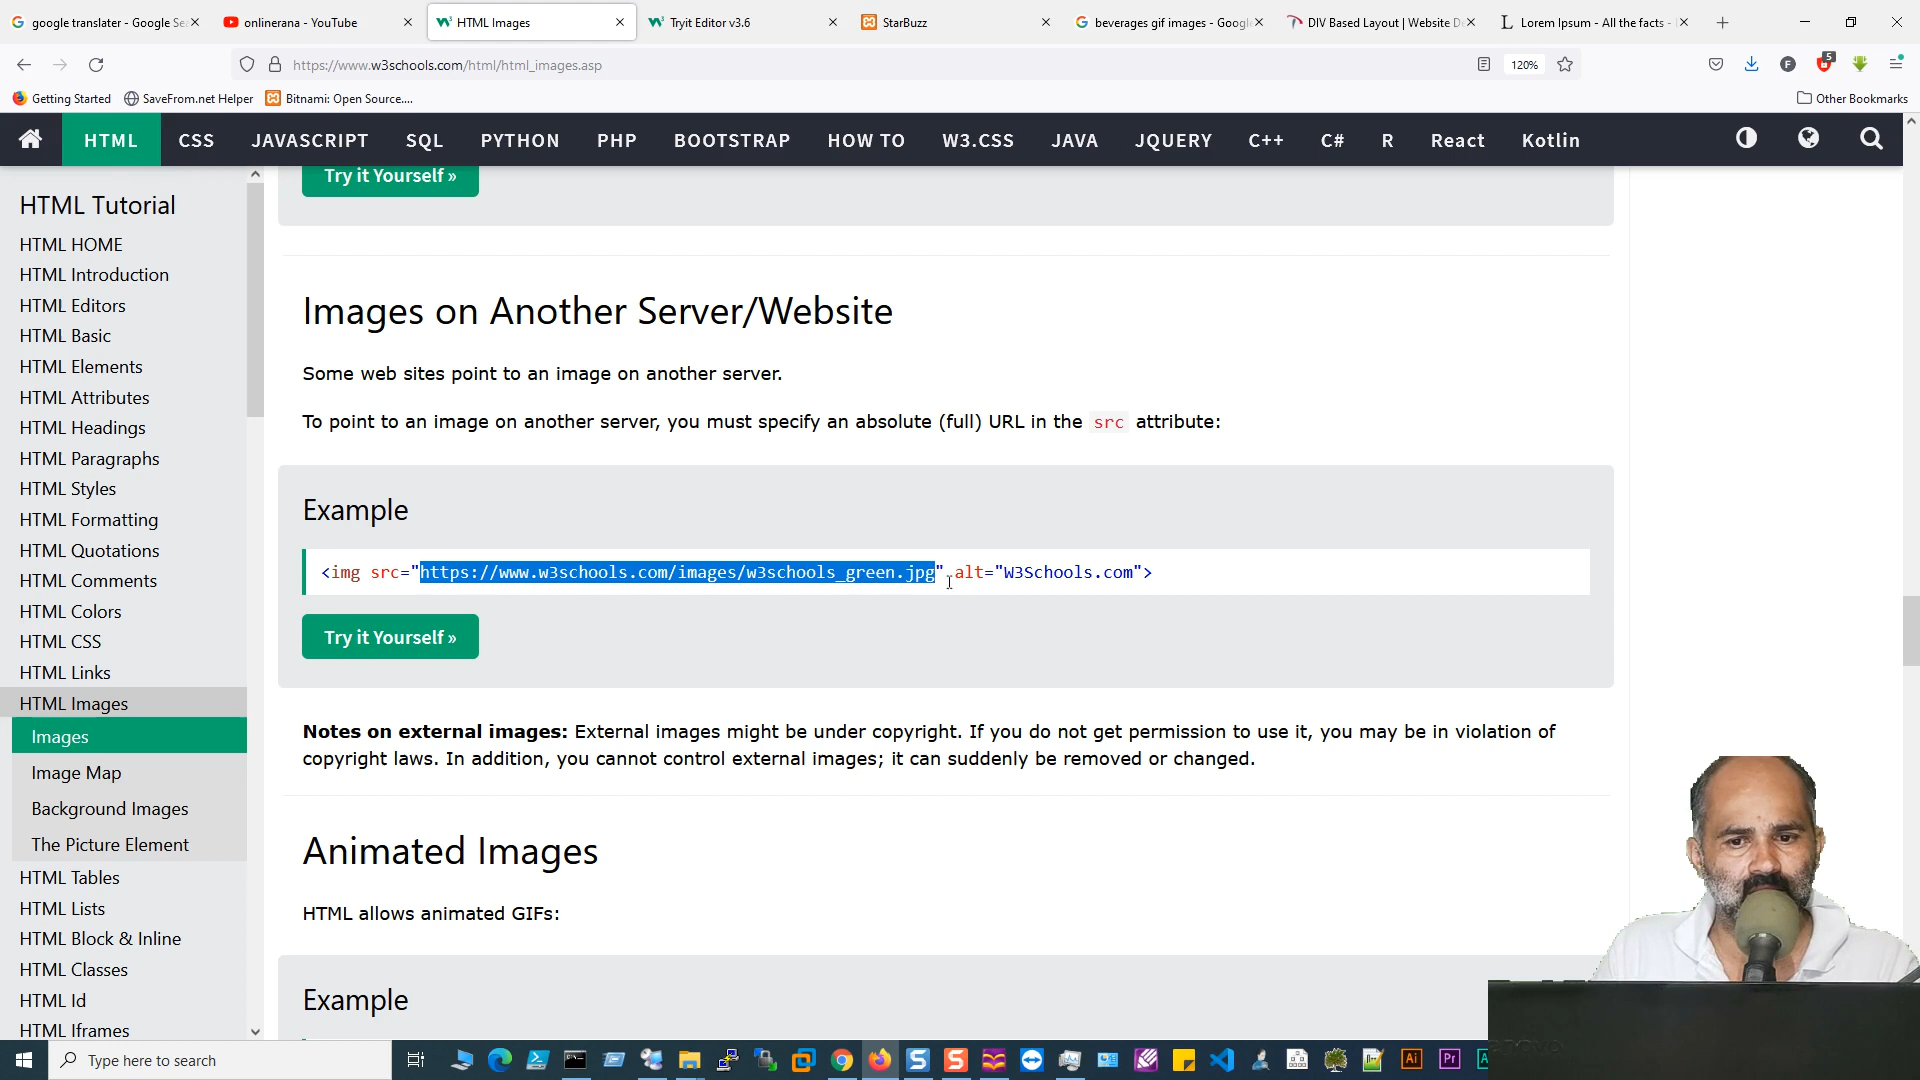 google translater - Google Se
onlinerana - YouTube
HTML Images
Tryit Editor v3.6
StarBuzz
beverages gif images - Google
DIV Based Layout | Website De
Lorem Ipsum - All the facts -
https://www.w3schools.com/html/html_images.asp
120%
5
Getting Started
SaveFrom.net Helper
Bitnami: Open Source....
Other Bookmarks
HTML CSS JAVASCRIPT SQL PYTHON PHP BOOTSTRAP HOW TO W3.CSS JAVA JQUERY C++ C# R React Kotlin
HTML Tutorial
HTML HOME
HTML Introduction
HTML Editors
HTML Basic
HTML Elements
HTML Attributes
HTML Headings
HTML Paragraphs
HTML Styles
HTML Formatting
HTML Quotations
HTML Comments
HTML Colors
HTML CSS
HTML Links
HTML Images
Images
Image Map
Background Images
The Picture Element
HTML Tables
HTML Lists
HTML Block & Inline
HTML Classes
HTML Id
HTML Iframes
Try it Yourself »
Images on Another Server/Website
Some web sites point to an image on another server.
To point to an image on another server, you must specify an absolute (full) URL in the src attribute:
Example
<img src="https://www.w3schools.com/images/w3schools_green.jpg" alt="W3Schools.com">
Try it Yourself »
Notes on external images: External images might be under copyright. If you do not get permission to use it, you may be in violation of
copyright laws. In addition, you cannot control external images; it can suddenly be removed or changed.
Animated Images
HTML allows animated GIFs:
Example
Type here to search